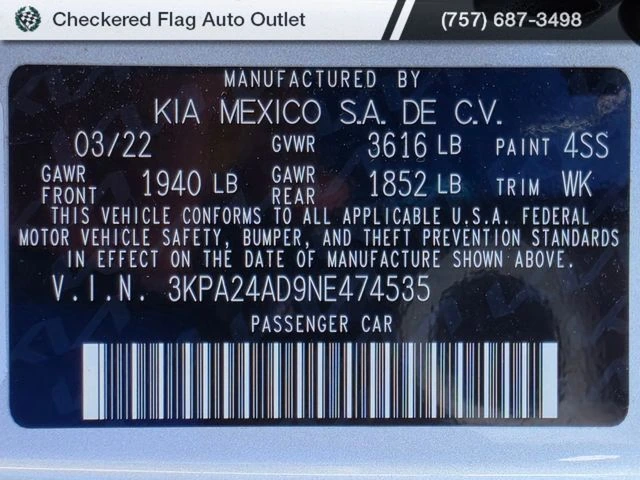 Checkered Flag Auto Outlet (757) 687-3498
MANUFACTURED BY
KIA MEXICO S.A. DE C.V.
03/22 GVWR 3616 LB PAINT 4SS
GAWR FRONT 1940 LB GAWR REAR 1852 LB TRIM WK
THIS VEHICLE CONFORMS TO ALL APPLICABLE U.S.A. FEDERAL
MOTOR VEHICLE SAFETY, BUMPER, AND THEFT PREVENTION STANDARDS
IN EFFECT ON THE DATE OF MANUFACTURE SHOWN ABOVE.
V.I.N. 3KPA24AD9NE474535
PASSENGER CAR